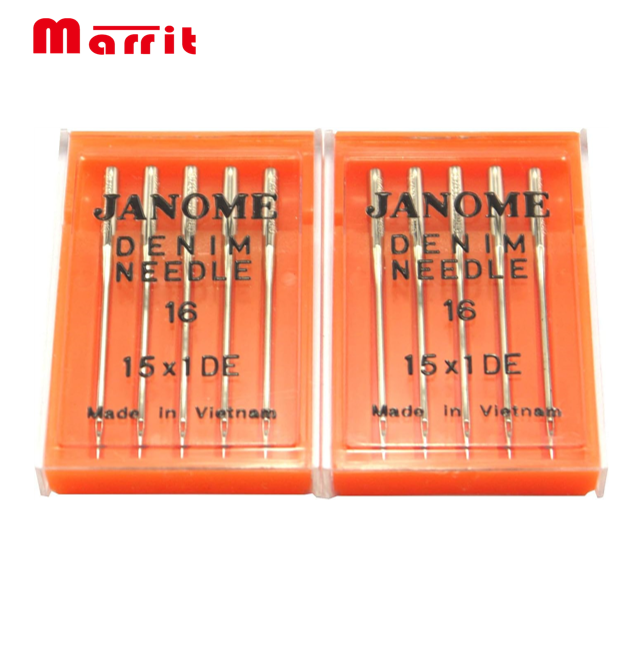 Marrit
JANOME
DENIM
NEEDLE
16
15x1DE
Made in Vietnam
JANOME
DENIM
NEEDLE
16
15x1DE
Made in Vietnam